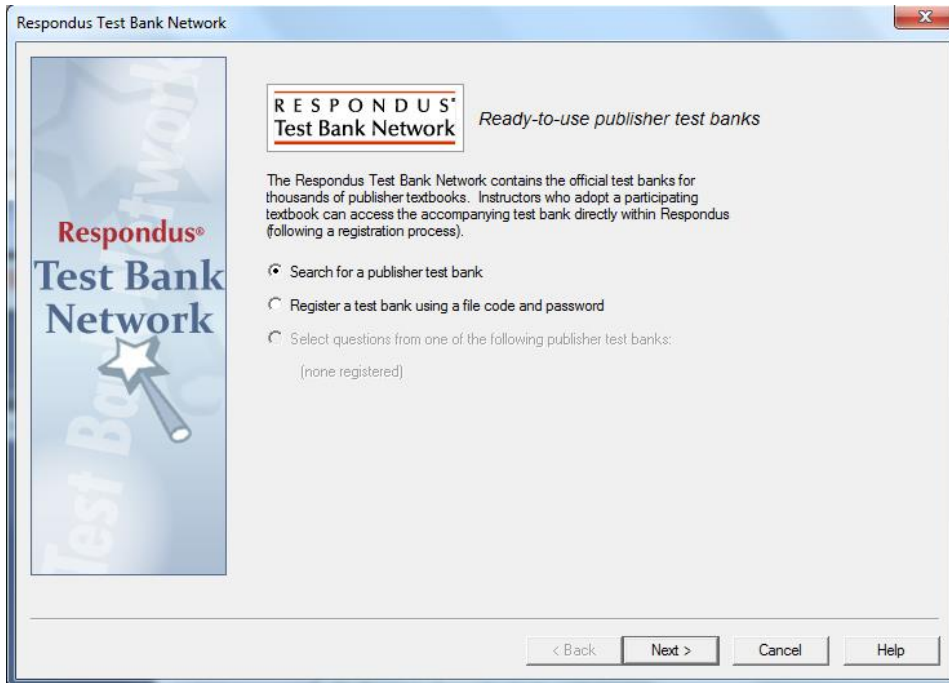 Respondus Test Bank Network
RESPONDUS®
Test Bank Network
Ready-to-use publisher test banks
The Respondus Test Bank Network contains the official test banks for
thousands of publisher textbooks. Instructors who adopt a participating
textbook can access the accompanying test bank directly within Respondus
(following a registration process).
Respondus®
Test Bank
Network
Test Bank Network
Search for a publisher test bank
Register a test bank using a file code and password
Select questions from one of the following publisher test banks:
(none registered)
< Back
Next >
Cancel
Help